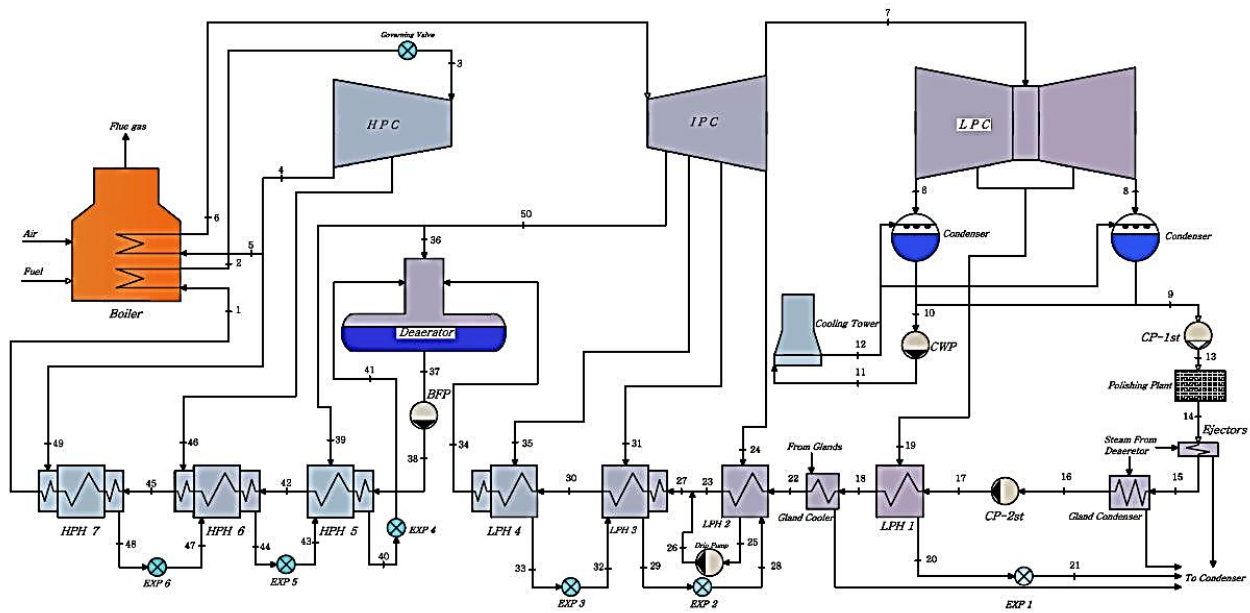 7
Governing Valve
3
HPC
IPC
LPC
Flue gas
4
6
8
8
50
Air
5
36
Condenser
Condenser
2
Fuel
9
1
10
Boiler
Cooling Tower
Deaerator
12
CWP
CP-1st
13
11
41
37
Polishing Plant
BFP
14
49
46
39
34
35
31
24
From Glands
19
Steam From
Deaeretor
Ejectors
38
45
42
30
27
23
22
18
17
16
15
HPH 7
HPH 6
HPH 5
EXP 4
LPH 4
LPH 3
LPH 2
Gland Cooler
LPH 1
CP-2st
Gland Condenser
26
Drip Pump
25
48
47
44
43
40
33
32
29
28
20
21
To Condenser
EXP 6
EXP 5
EXP 3
EXP 2
EXP 1